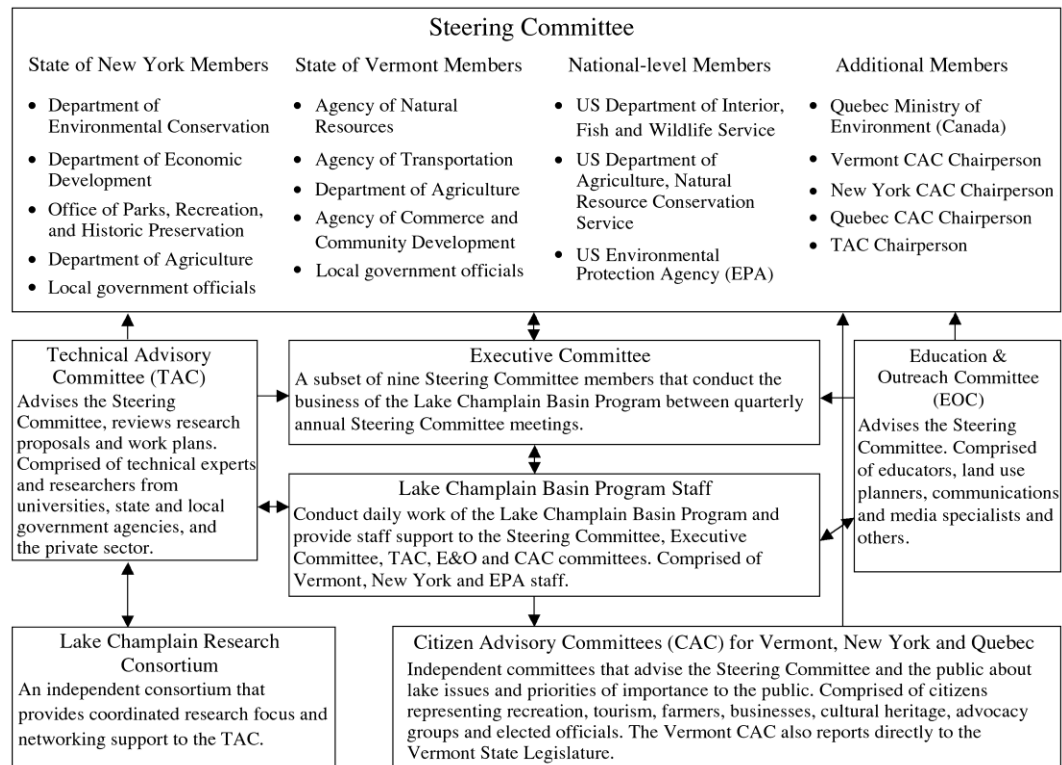 Steering Committee
State of New York Members
• Department of
Environmental Conservation
• Department of Economic
Development
• Office of Parks, Recreation,
and Historic Preservation
• Department of Agriculture
• Local government officials
State of Vermont Members
• Agency of Natural
Resources
• Agency of Transportation
• Department of Agriculture
• Agency of Commerce and
Community Development
• Local government officials
National-level Members
• US Department of Interior,
Fish and Wildlife Service
• US Department of
Agriculture, Natural
Resource Conservation
Service
• US Environmental
Protection Agency (EPA)
Additional Members
• Quebec Ministry of
Environment (Canada)
• Vermont CAC Chairperson
• New York CAC Chairperson
• Quebec CAC Chairperson
• TAC Chairperson
Technical Advisory
Committee (TAC)
Advises the Steering
Committee, reviews research
proposals and work plans.
Comprised of technical experts
and researchers from
universities, state and local
government agencies, and
the private sector.
Executive Committee
A subset of nine Steering Committee members that conduct the
business of the Lake Champlain Basin Program between quarterly
annual Steering Committee meetings.
Education &
Outreach Committee
(EOC)
Advises the Steering
Committee. Comprised
of educators, land use
planners, communications
and media specialists and
others.
Lake Champlain Basin Program Staff
Conduct daily work of the Lake Champlain Basin Program and
provide staff support to the Steering Committee, Executive
Committee, TAC, E&O and CAC committees. Comprised of
Vermont, New York and EPA staff.
Lake Champlain Research
Consortium
An independent consortium that
provides coordinated research focus and
networking support to the TAC.
Citizen Advisory Committees (CAC) for Vermont, New York and Quebec
Independent committees that advise the Steering Committee and the public about
lake issues and priorities of importance to the public. Comprised of citizens
representing recreation, tourism, farmers, businesses, cultural heritage, advocacy
groups and elected officials. The Vermont CAC also reports directly to the
Vermont State Legislature.